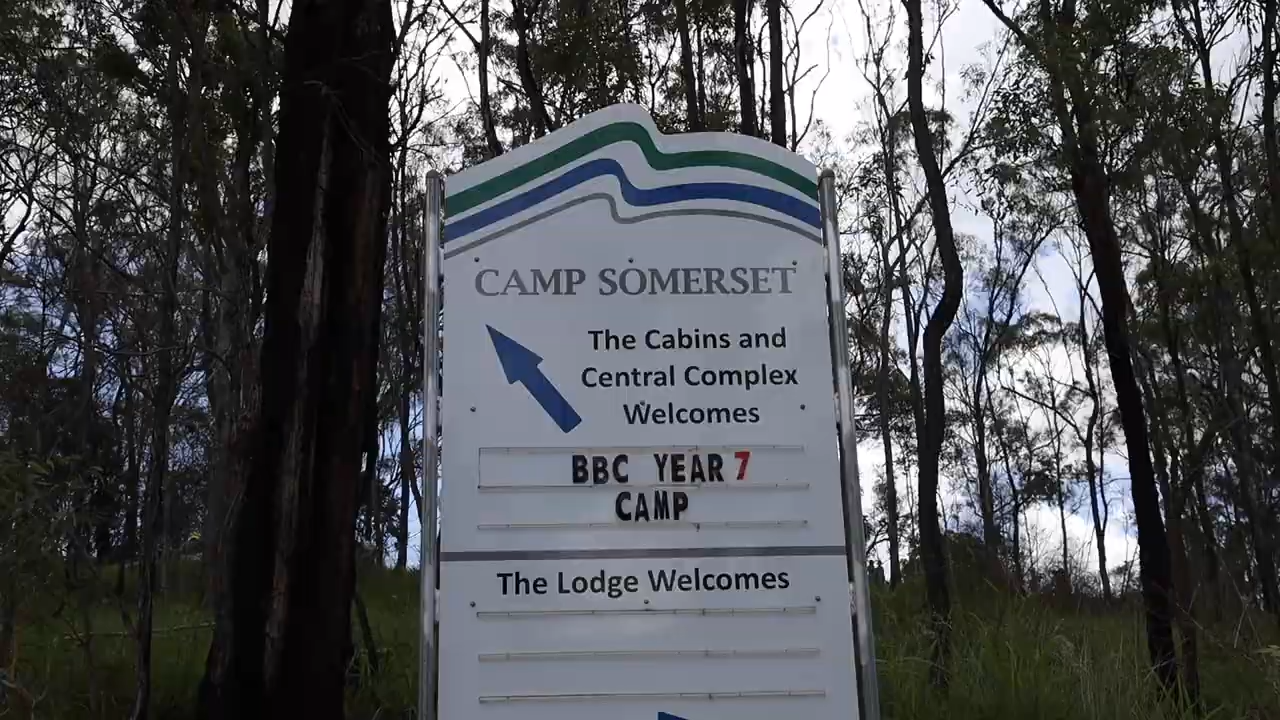 CAMP SOMERSET
The Cabins and
Central Complex
Welcomes
BBC YEAR 7
CAMP
The Lodge Welcomes